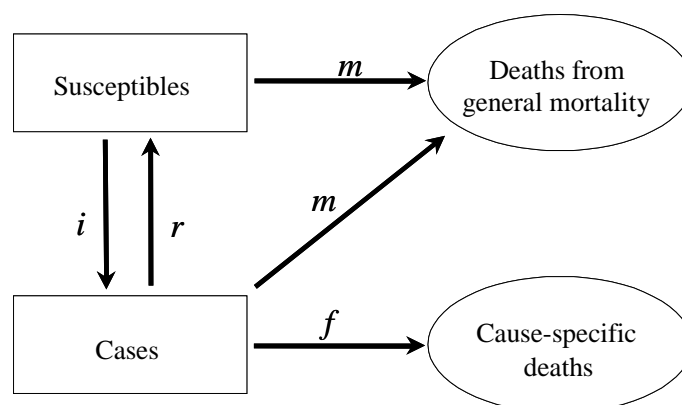 Susceptibles
m
Deaths from
general mortality
i
r
m
Cases
f
Cause-specific
deaths